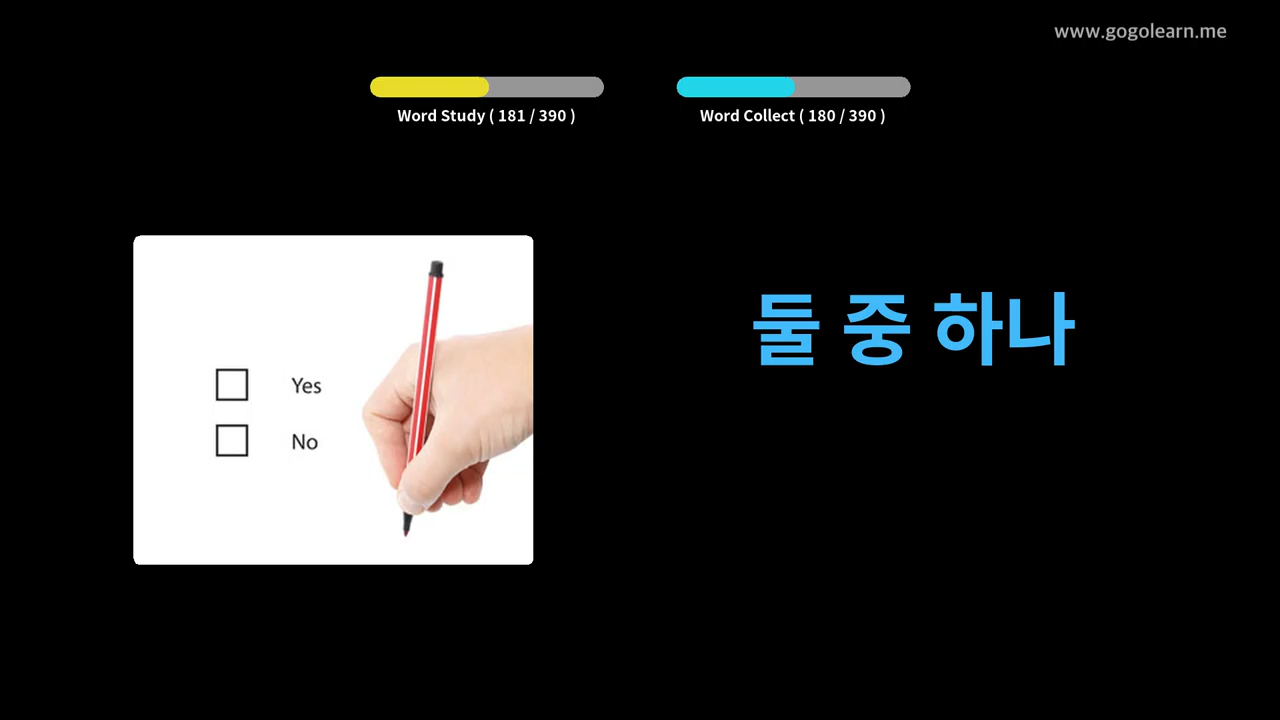 www.gogolearn.me
Word Study ( 181 / 390 )
Word Collect ( 180 / 390 )
둘 중 하나
Yes
No